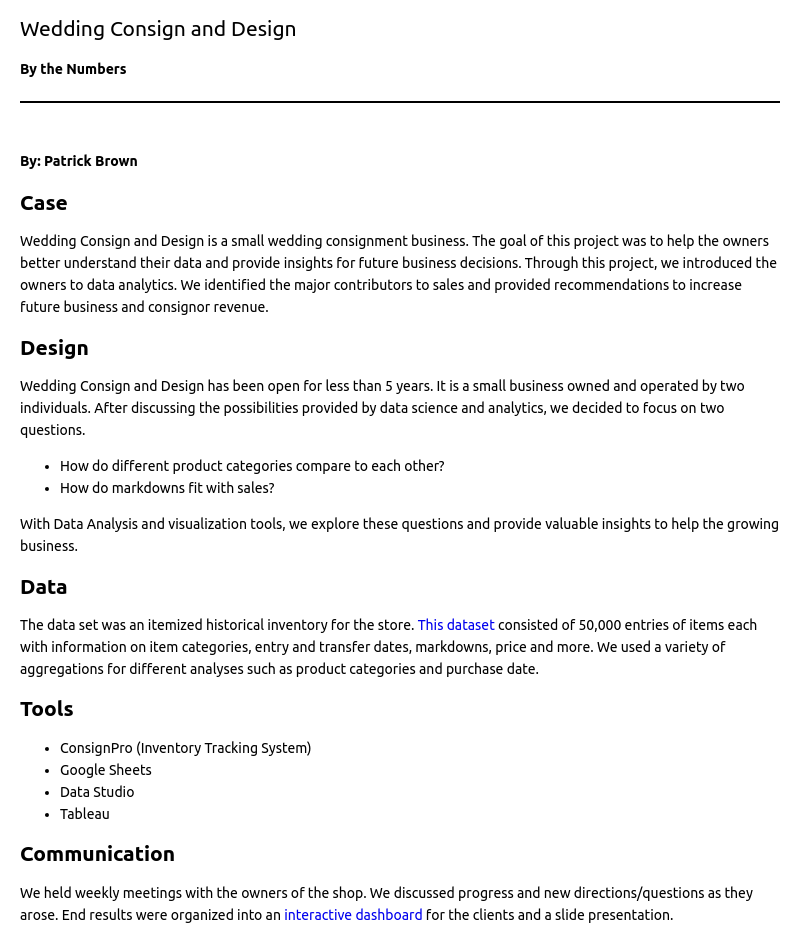 Wedding Consign and Design
By the Numbers
By: Patrick Brown
Case
Wedding Consign and Design is a small wedding consignment business. The goal of this project was to help the owners
better understand their data and provide insights for future business decisions. Through this project, we introduced the
owners to data analytics. We identified the major contributors to sales and provided recommendations to increase
future business and consignor revenue.
Design
Wedding Consign and Design has been open for less than 5 years. It is a small business owned and operated by two
individuals. After discussing the possibilities provided by data science and analytics, we decided to focus on two
questions.
• How do different product categories compare to each other?
• How do markdowns fit with sales?
With Data Analysis and visualization tools, we explore these questions and provide valuable insights to help the growing
business.
Data
The data set was an itemized historical inventory for the store. This dataset consisted of 50,000 entries of items each
with information on item categories, entry and transfer dates, markdowns, price and more. We used a variety of
aggregations for different analyses such as product categories and purchase date.
Tools
• ConsignPro (Inventory Tracking System)
• Google Sheets
• Data Studio
• Tableau
Communication
We held weekly meetings with the owners of the shop. We discussed progress and new directions/questions as they
arose. End results were organized into an interactive dashboard for the clients and a slide presentation.